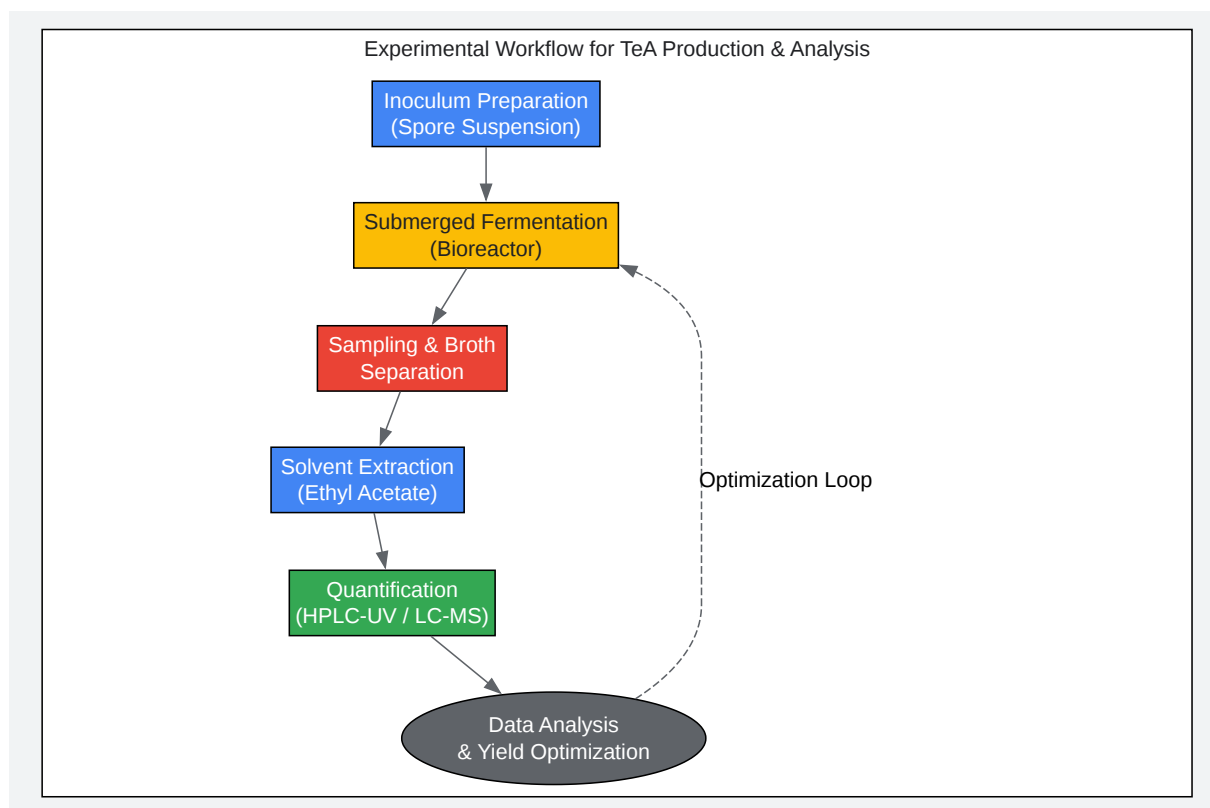 Experimental Workflow for TeA Production & Analysis
Inoculum Preparation
(Spore Suspension)
Submerged Fermentation
(Bioreactor)
Sampling & Broth
Separation
Solvent Extraction
(Ethyl Acetate)
Optimization Loop
Quantification
(HPLC-UV / LC-MS)
Data Analysis
& Yield Optimization